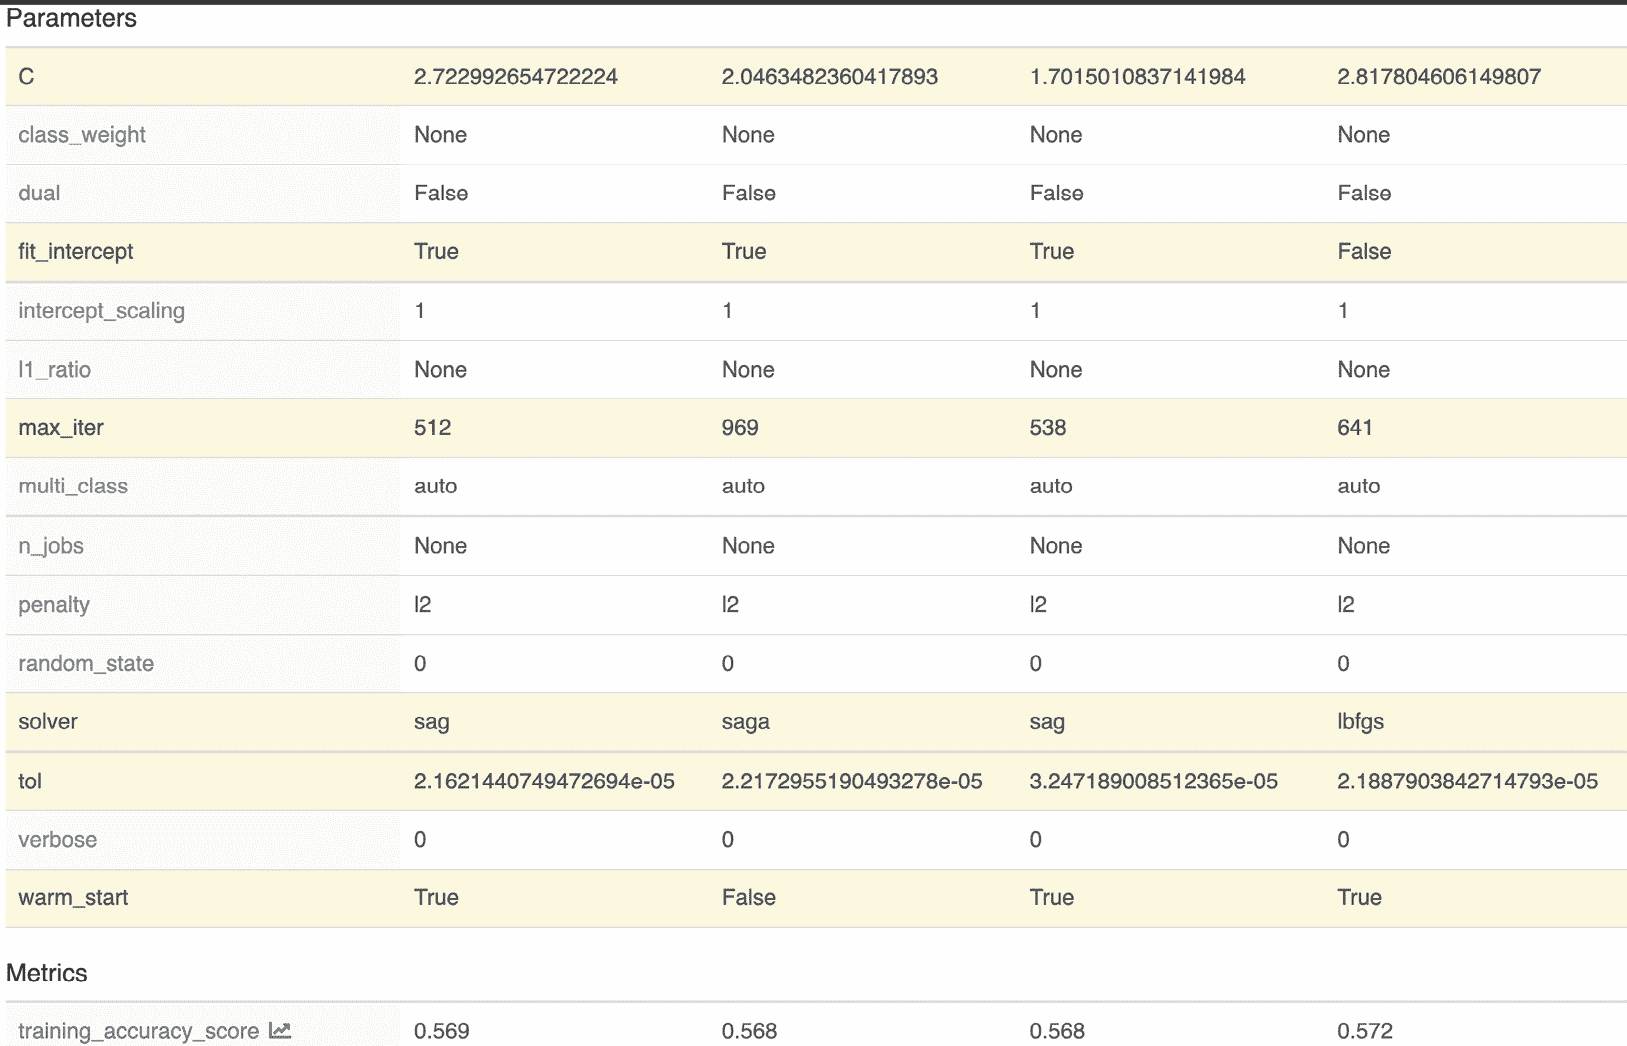 Parameters
C 2.722992654722224 2.0463482360417893 1.7015010837141984 2.817804606149807
class_weight None None None None
dual False False False False
fit_intercept True True True False
intercept_scaling 1 1 1 1
l1_ratio None None None None
max_iter 512 969 538 641
multi_class auto auto auto auto
n_jobs None None None None
penalty l2 l2 l2 l2
random_state 0 0 0 0
solver sag saga sag lbfgs
tol 2.1621440749472694e-05 2.2172955190493278e-05 3.247189008512365e-05 2.1887903842714793e-05
verbose 0 0 0 0
warm_start True False True True
Metrics
training_accuracy_score 0.569 0.568 0.568 0.572